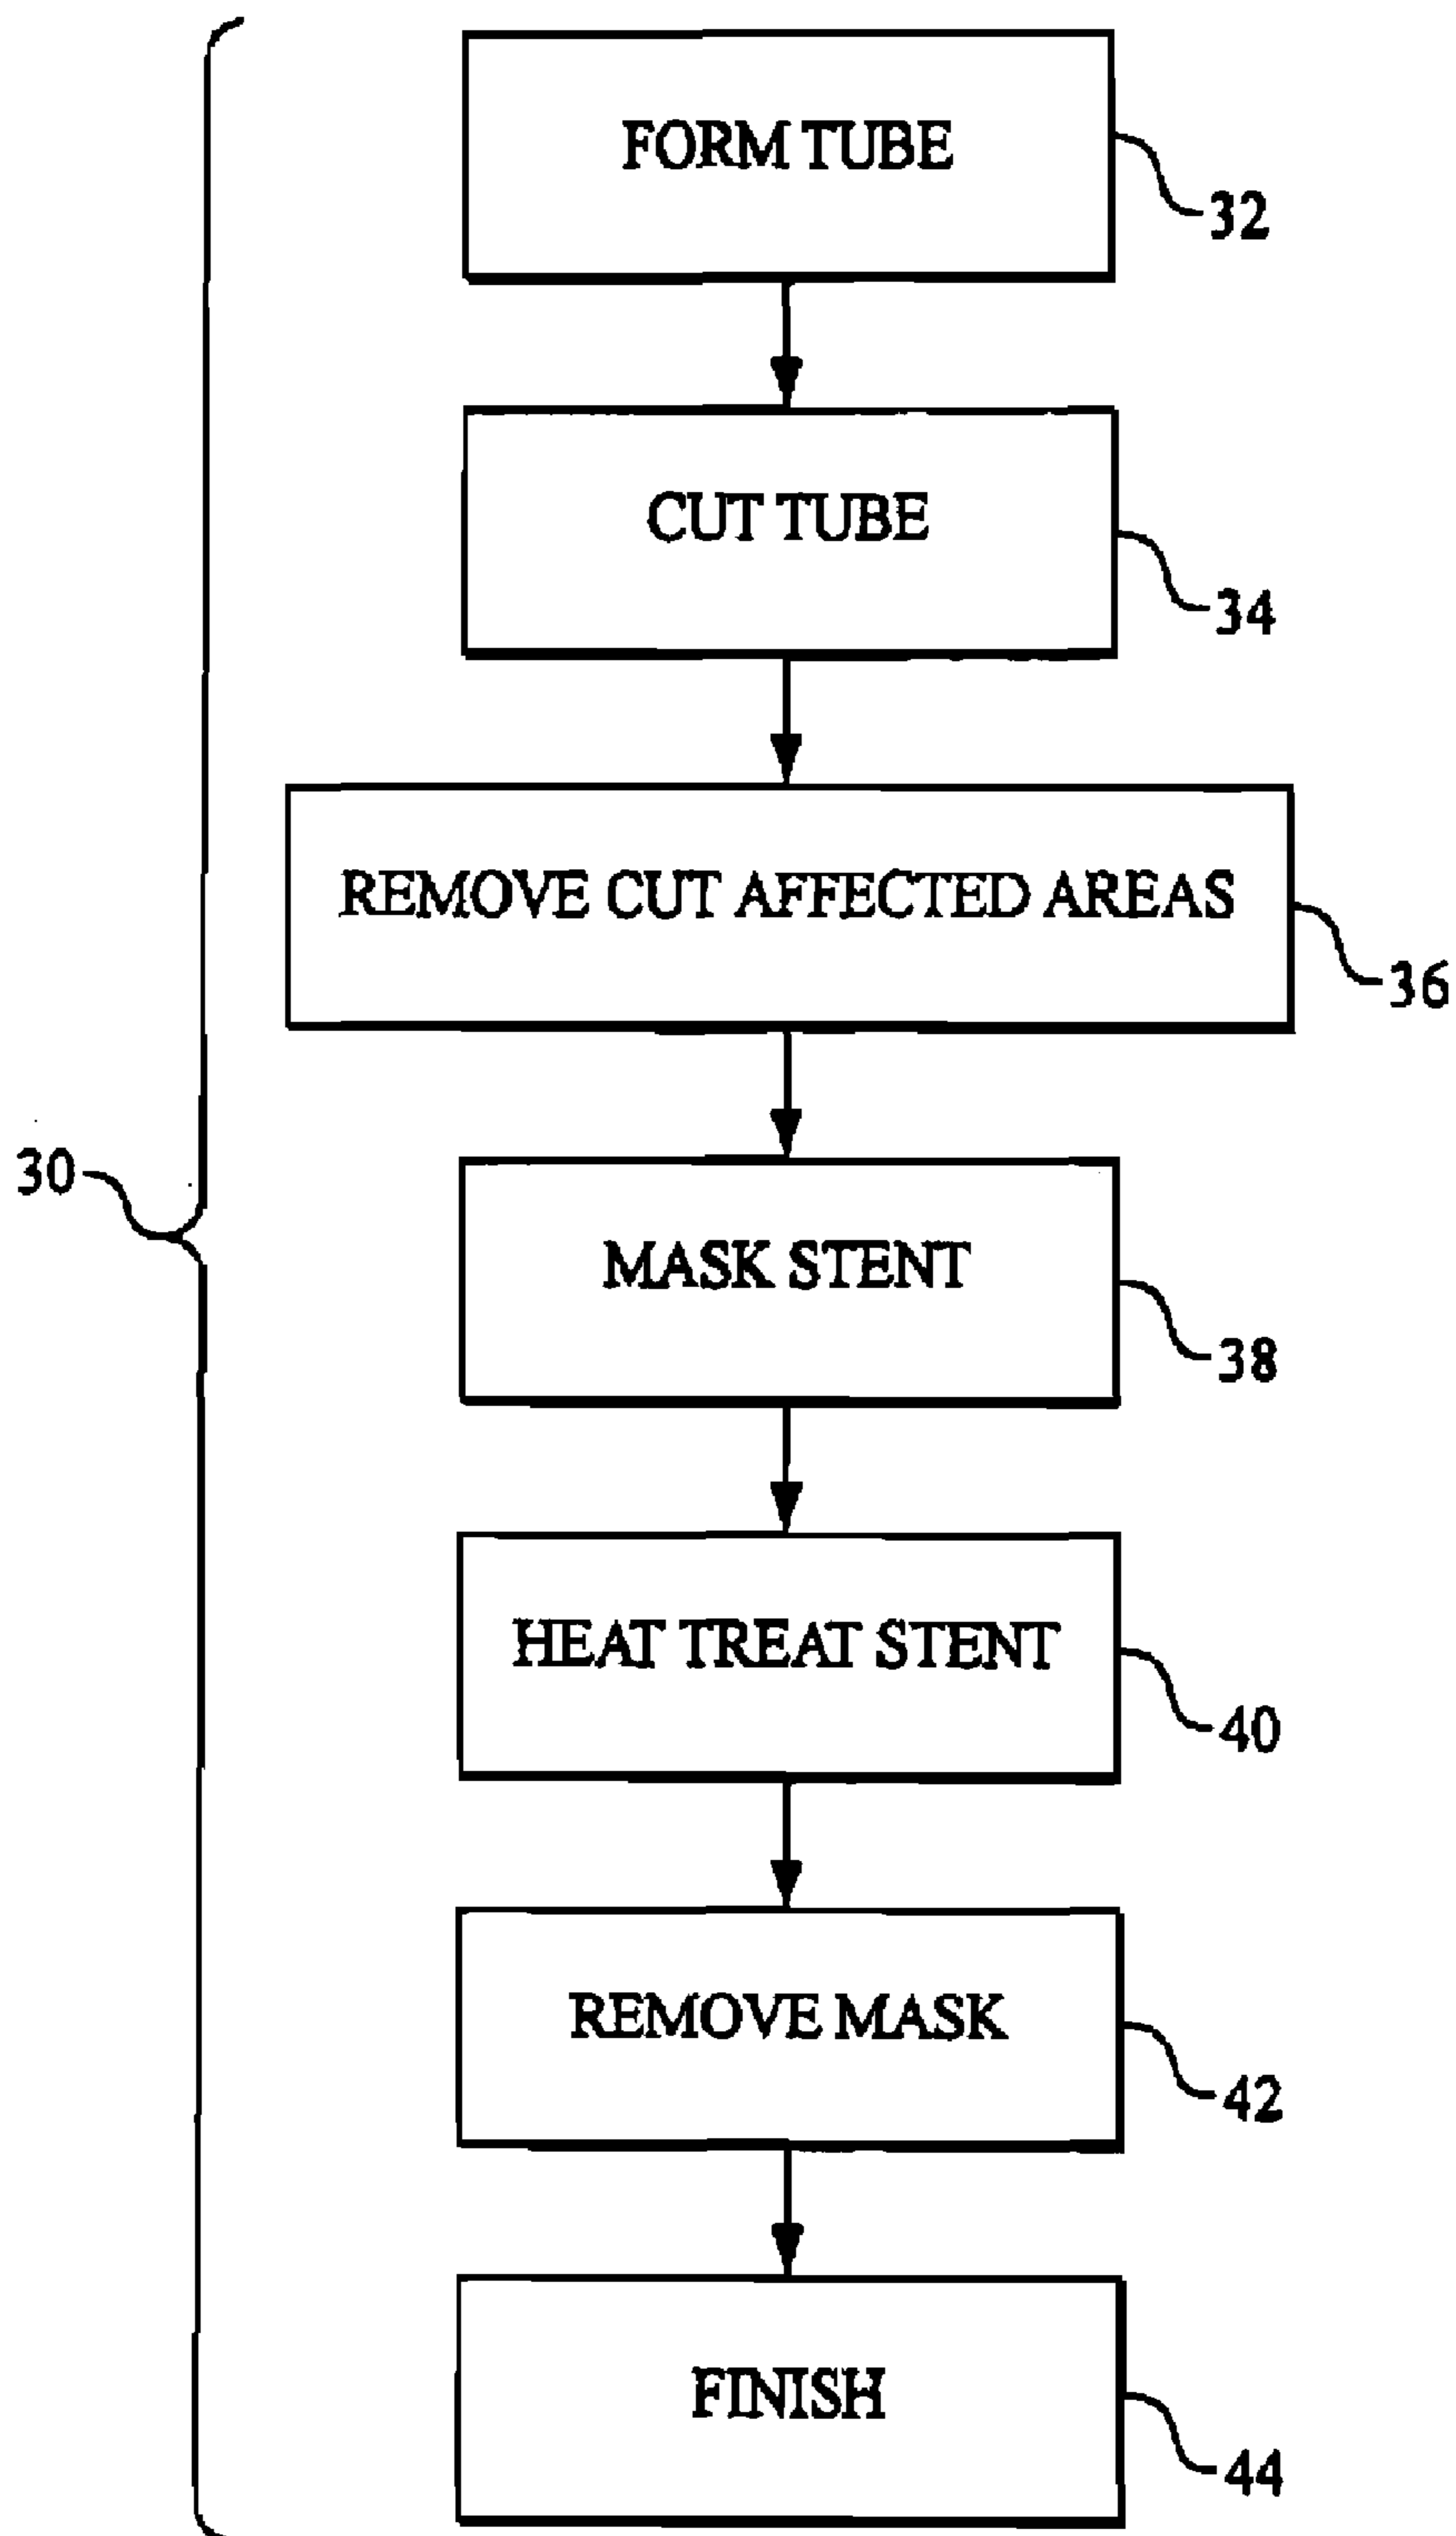 FORM TUBE
32
CUT TUBE
34
REMOVE CUT AFFECTED AREAS
36
30
MASK STENT
38
HEAT TREAT STENT
40
REMOVE MASK
42
FINISH
44